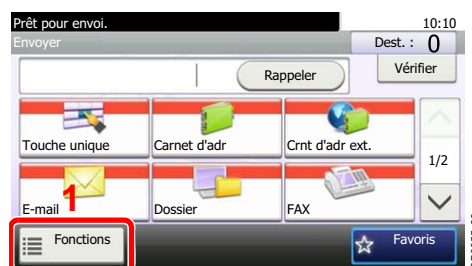 Prêt pour envoi. 10:10
Envoyer Dest. : 0
Rappeler Vérifier
Touche unique Carnet d'adr Crnt d'adr ext.
1/2
1
E-mail Dossier FAX
Fonctions Favoris